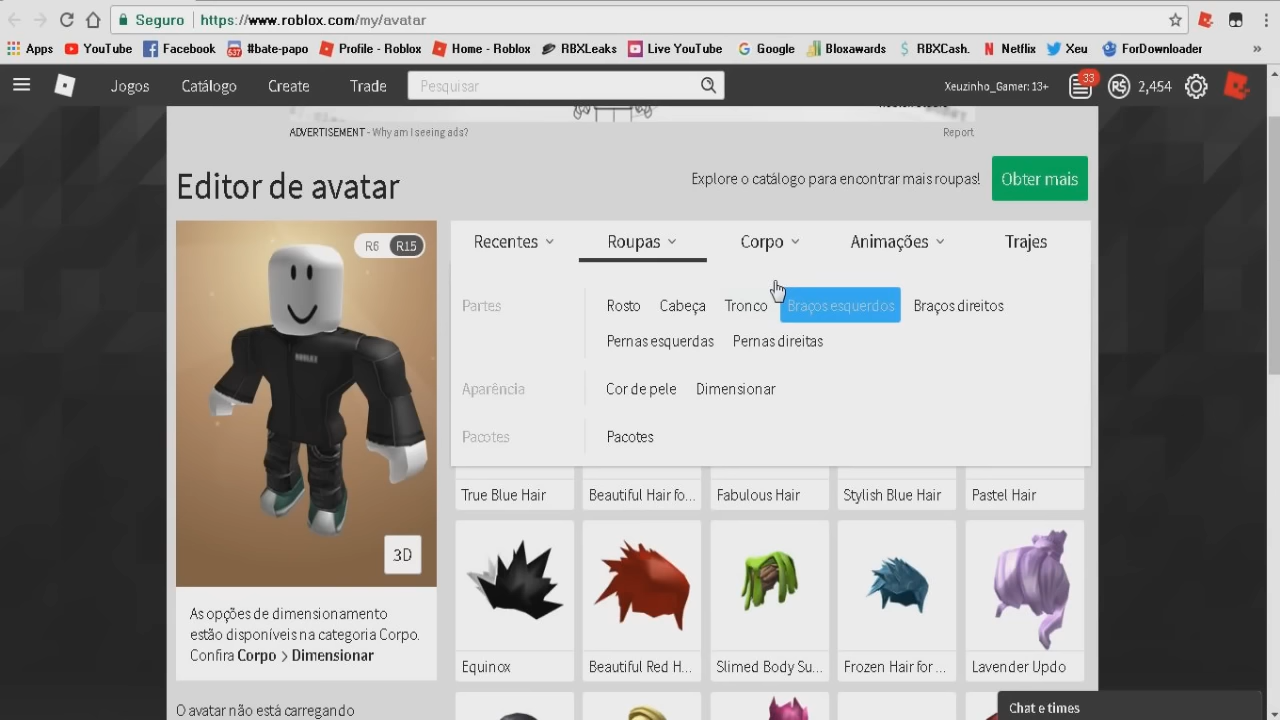 Seguro https://www.roblox.com/my/avatar
Apps YouTube Facebook #bate-papo Profile - Roblox Home - Roblox RBXLeaks Live YouTube Google Bloxawards RBXCash. Netflix Xeu ForDownloader »
Jogos Catálogo Create Trade Pesquisar Xeuzinho_Gamer: 13+ 33 R$ 2,454
ADVERTISEMENT - Why am I seeing ads? Report
Editor de avatar Explore o catálogo para encontrar mais roupas! Obter mais
R6 R15 Recentes Roupas Corpo Animações Trajes
Partes Rosto Cabeça Tronco Braços esquerdos Braços direitos
Pernas esquerdas Pernas direitas
ROBLOX
Aparência Cor de pele Dimensionar
Pacotes Pacotes
True Blue Hair Beautiful Hair fo... Fabulous Hair Stylish Blue Hair Pastel Hair
3D
As opções de dimensionamento
estão disponíveis na categoria Corpo.
Confira Corpo > Dimensionar
Equinox Beautiful Red H... Slimed Body Su... Frozen Hair for ... Lavender Updo
O avatar não está carregando
Chat e times